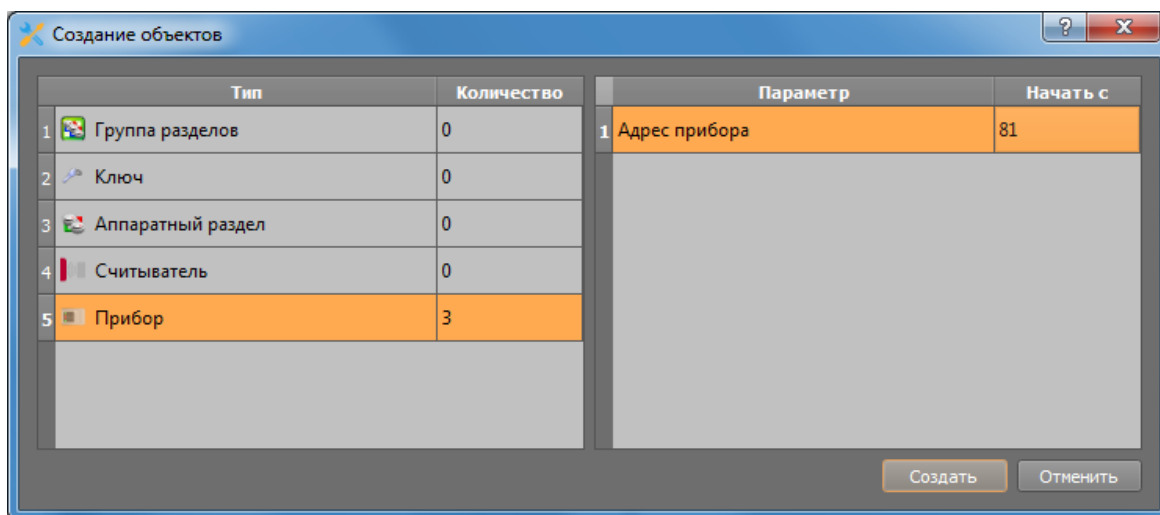 Создание объектов
Тип Количество
1 Группа разделов 0
2 Ключ 0
3 Аппаратный раздел 0
4 Считыватель 0
5 Прибор 3
Параметр Начать с
1 Адрес прибора 81
Создать Отменить